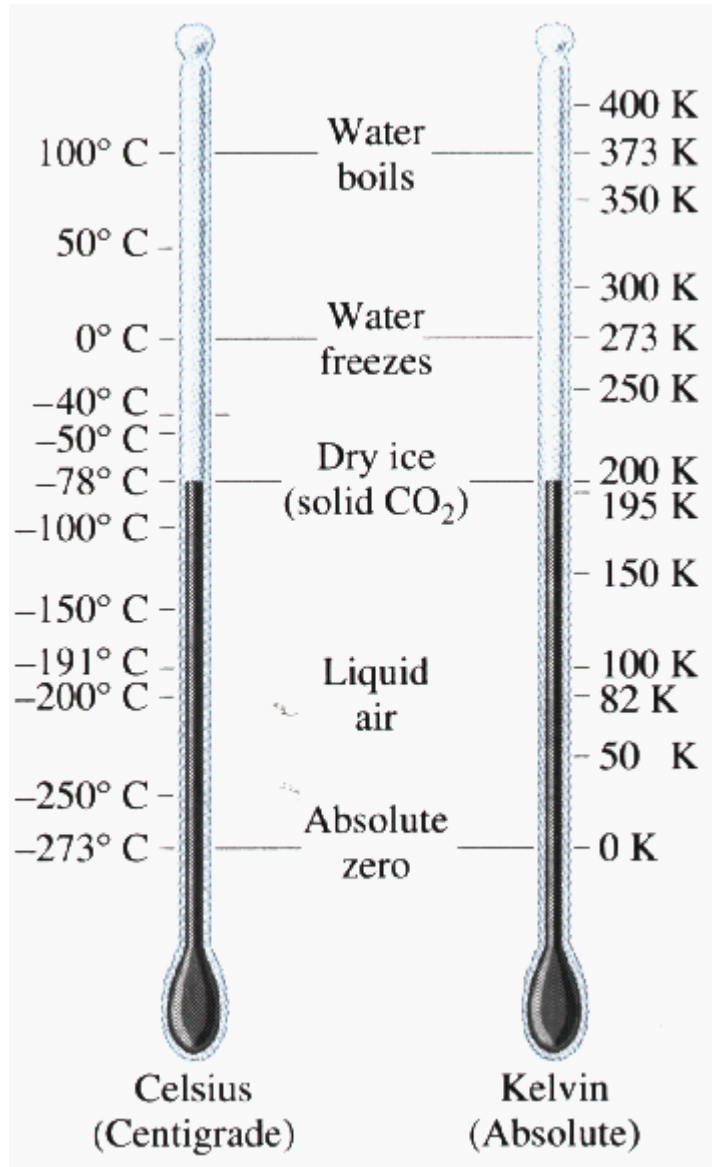 100° C
50° C
0° C
–40° C
–50° C
–78° C
–100° C
–150° C
–191° C
–200° C
–250° C
–273° C
Water
boils
Water
freezes
Dry ice
(solid CO₂)
Liquid
air
Absolute
zero
400 K
373 K
350 K
300 K
273 K
250 K
200 K
195 K
150 K
100 K
82 K
50 K
0 K
Celsius
(Centigrade)
Kelvin
(Absolute)